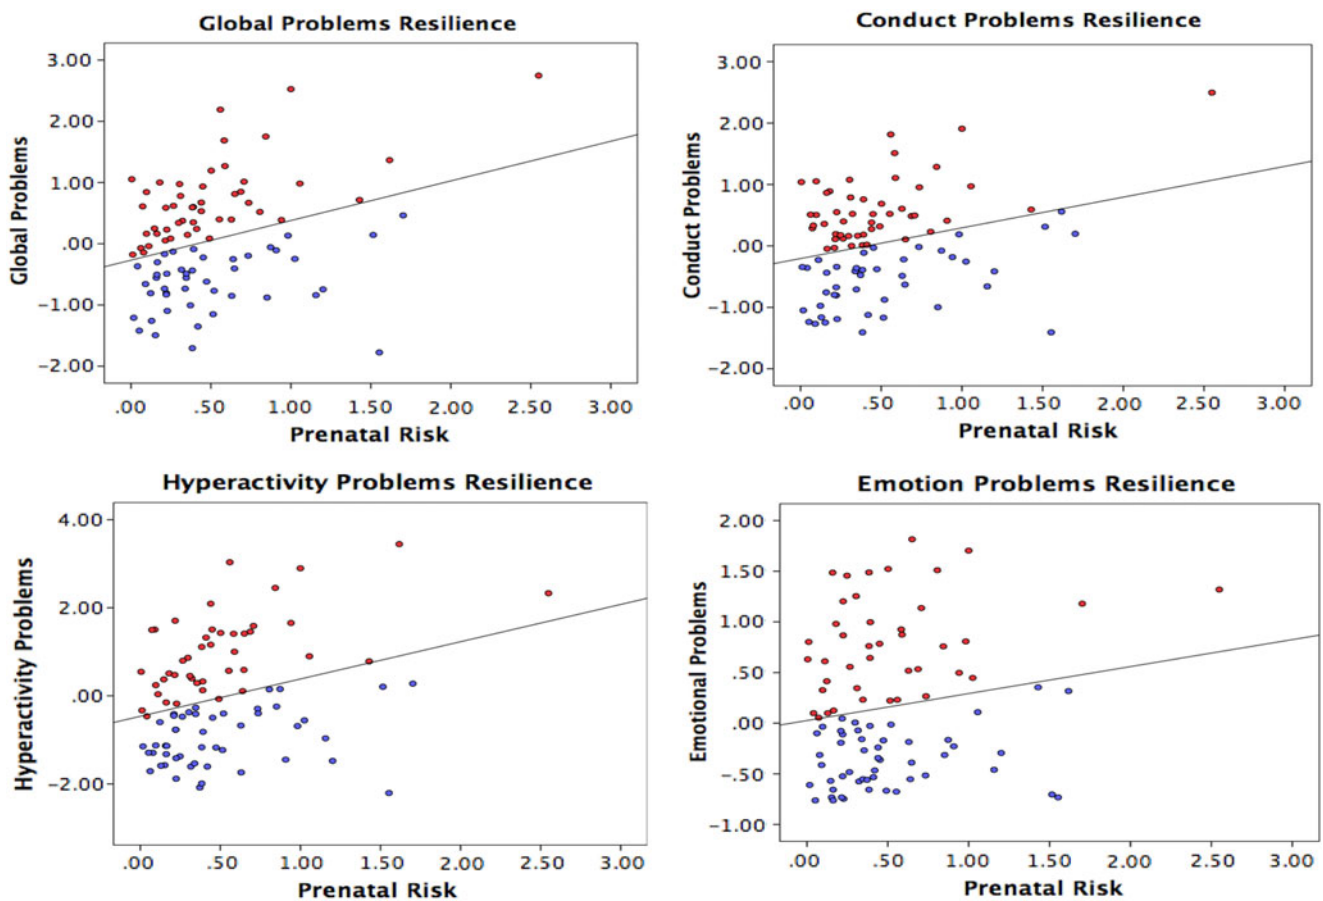 Global Problems Resilience
Global Problems
3.00
2.00
1.00
.00
−1.00
−2.00
.00 .50 1.00 1.50 2.00 2.50 3.00
Prenatal Risk
Conduct Problems Resilience
Conduct Problems
3.00
2.00
1.00
.00
−1.00
−2.00
.00 .50 1.00 1.50 2.00 2.50 3.00
Prenatal Risk
Hyperactivity Problems Resilience
Hyperactivity Problems
4.00
2.00
.00
−2.00
.00 .50 1.00 1.50 2.00 2.50 3.00
Prenatal Risk
Emotion Problems Resilience
Emotional Problems
2.00
1.50
1.00
.50
.00
−.50
−1.00
.00 .50 1.00 1.50 2.00 2.50 3.00
Prenatal Risk